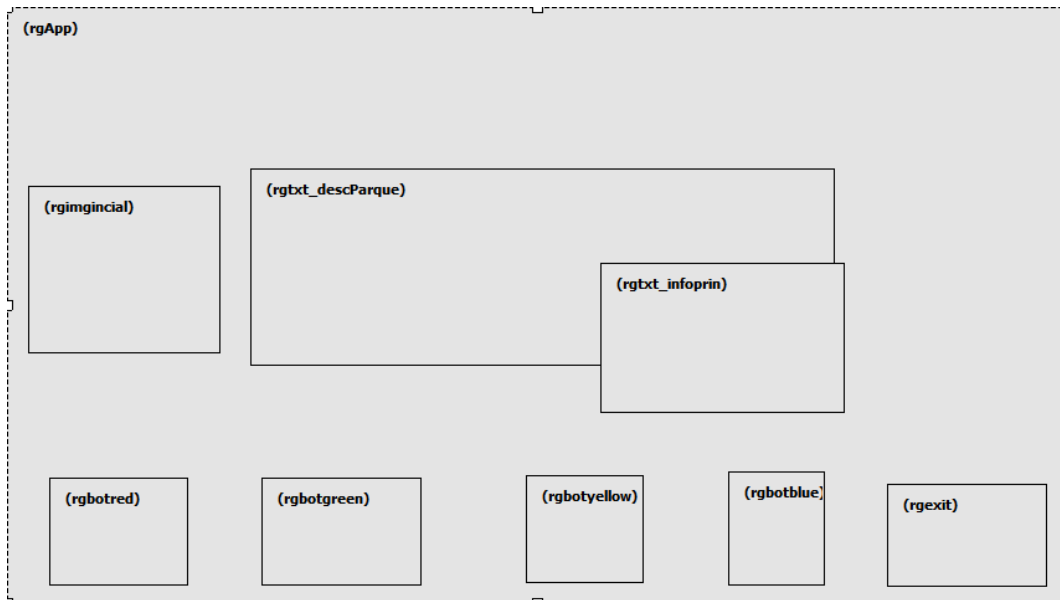 (rgApp)
(rgimgincial)
(rgtxt_descParque)
(rgtxt_infoprin)
(rgbotred)
(rgbotgreen)
(rgbotyellow)
(rgbotblue)
(rgexit)